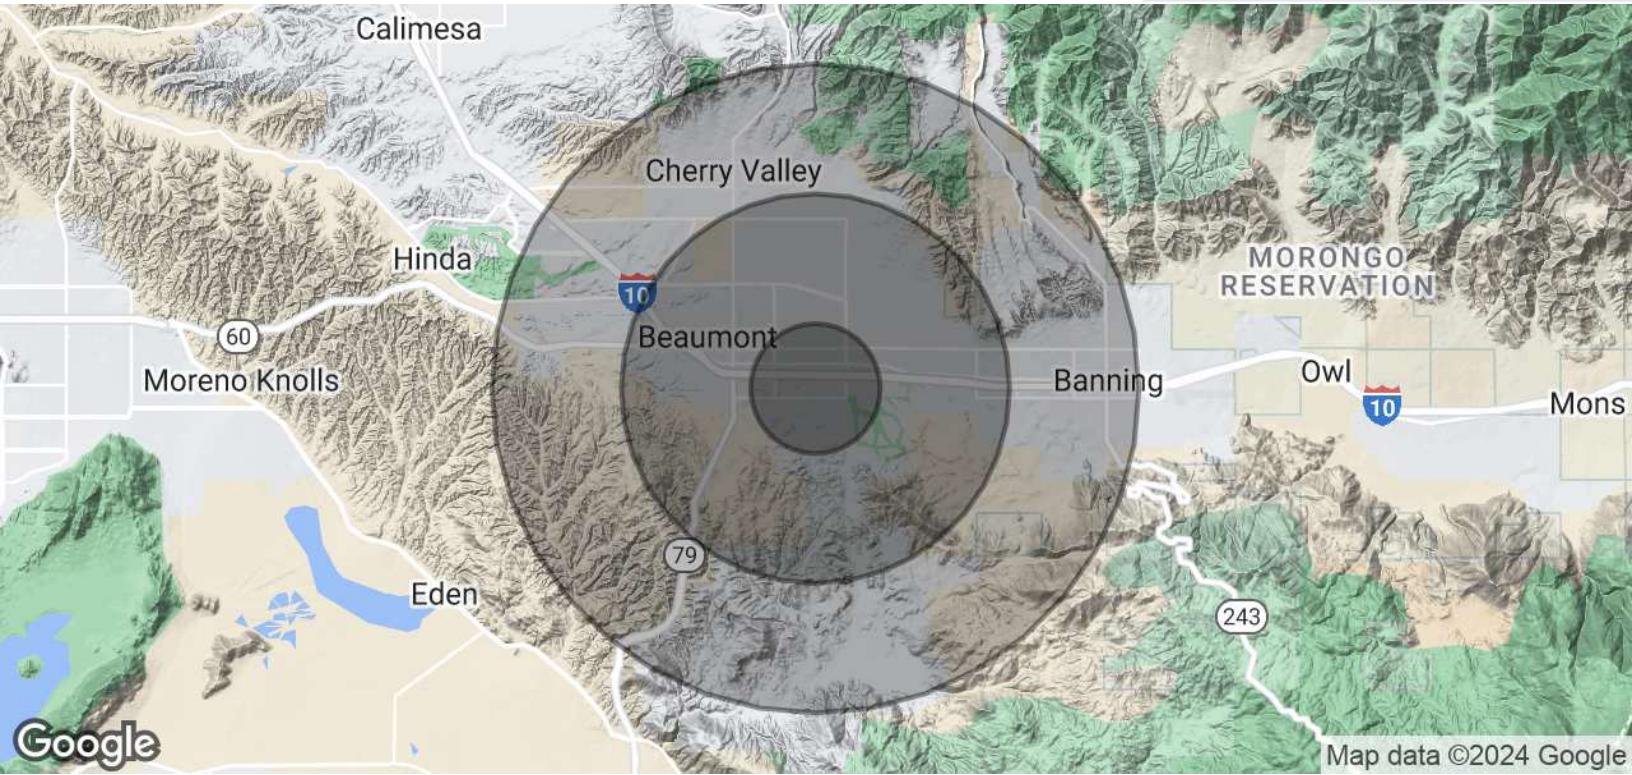 Calimesa
Cherry Valley
Hinda
MORONGO
RESERVATION
10
Beaumont
60
Moreno Knolls
Banning
Owl
10
Mons
79
Eden
243
Google
Map data ©2024 Google